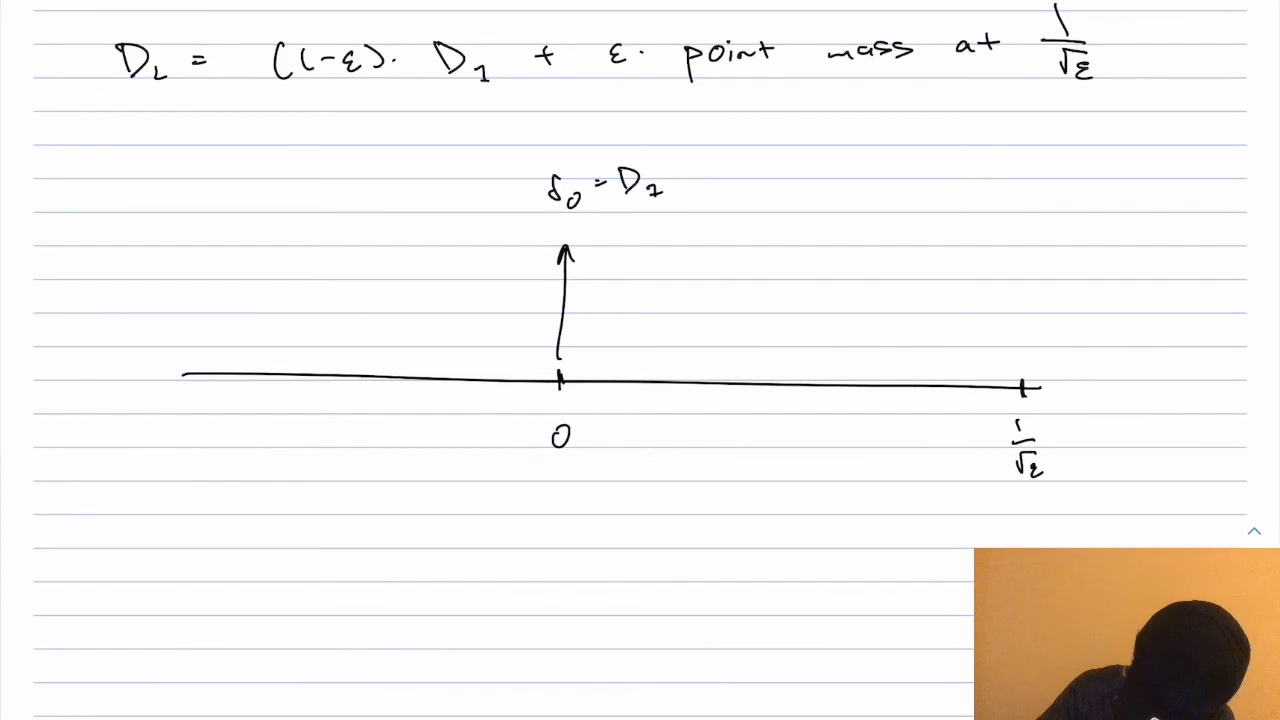 D₂ = (1-ε). D₁ + ε. point mass at 1/√ε
δ₀ = D₁
0
1/√ε